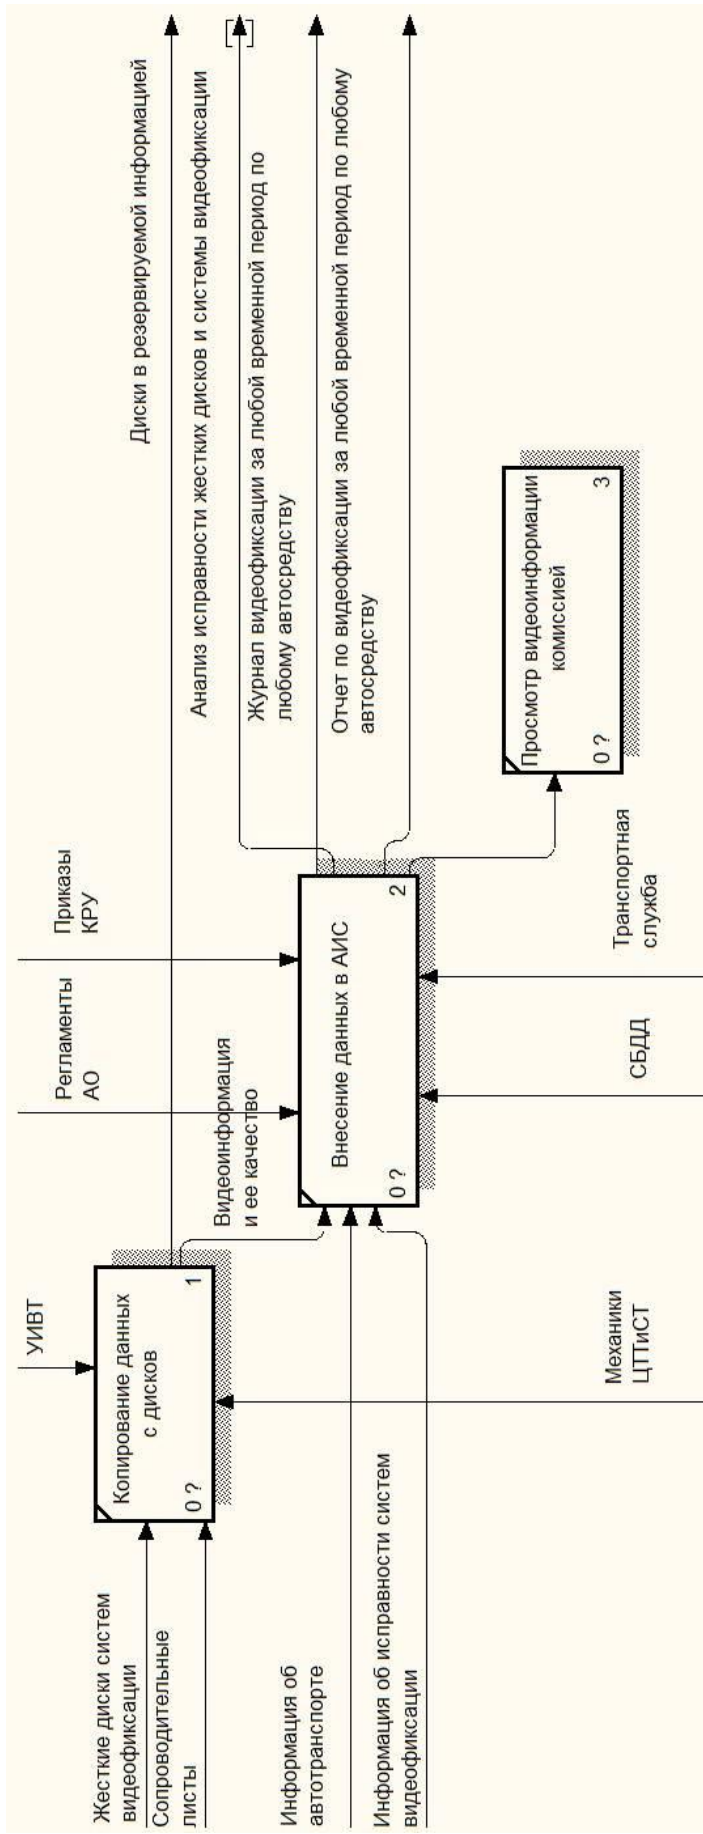 УИВТ
Регламенты
АО
Приказы
КРУ
Диски в резервируемой информацией
Анализ исправности жестких дисков и системы видеофиксации
Журнал видеофиксации за любой временной период по
любому автосредству
Отчет по видеофиксации за любой временной период по любому
автосредству
Жесткие диски систем
видеофиксации
Сопроводительные
листы
Копирование данных
с дисков
0 ?
1
Видеоинформация
и ее качество
Информация об
автотранспорте
Информация об исправности систем
видеофиксации
Внесение данных в АИС
0 ?
2
Просмотр видеоинформации
комиссией
0 ?
3
Механики
ЦТТиСТ
СБДД
Транспортная
служба